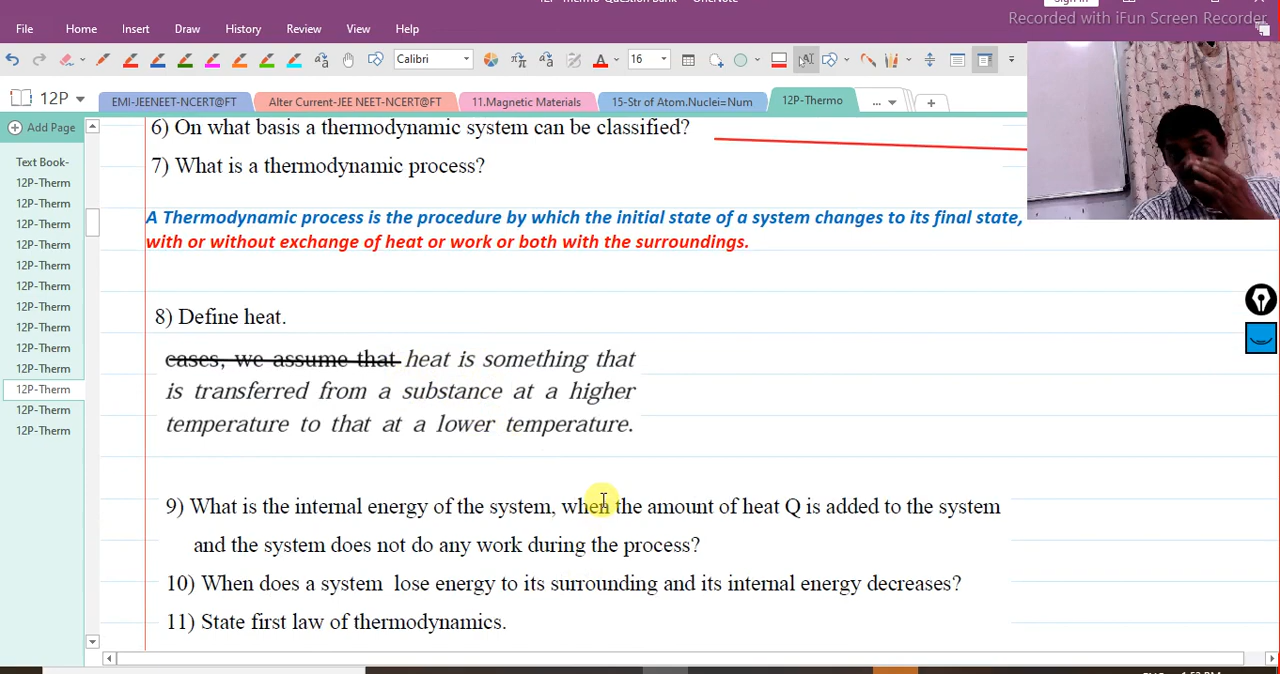 Recorded with iFun Screen Recorder
File Home Insert Draw History Review View Help
Calibri 16
12P EMI-JEENEET-NCERT@FT Alter Current-JEE NEET-NCERT@FT 11.Magnetic Materials 15-Str of Atom.Nuclei=Num 12P-Thermo ...
Add Page
Text Book-
12P-Therm
12P-Therm
12P-Therm
12P-Therm
12P-Therm
12P-Therm
12P-Therm
12P-Therm
12P-Therm
12P-Therm
12P-Therm
12P-Therm
12P-Therm
6) On what basis a thermodynamic system can be classified?
7) What is a thermodynamic process?
A Thermodynamic process is the procedure by which the initial state of a system changes to its final state,
with or without exchange of heat or work or both with the surroundings.
8) Define heat.
cases, we assume that heat is something that
is transferred from a substance at a higher
temperature to that at a lower temperature.
9) What is the internal energy of the system, when the amount of heat Q is added to the system
and the system does not do any work during the process?
10) When does a system lose energy to its surrounding and its internal energy decreases?
11) State first law of thermodynamics.